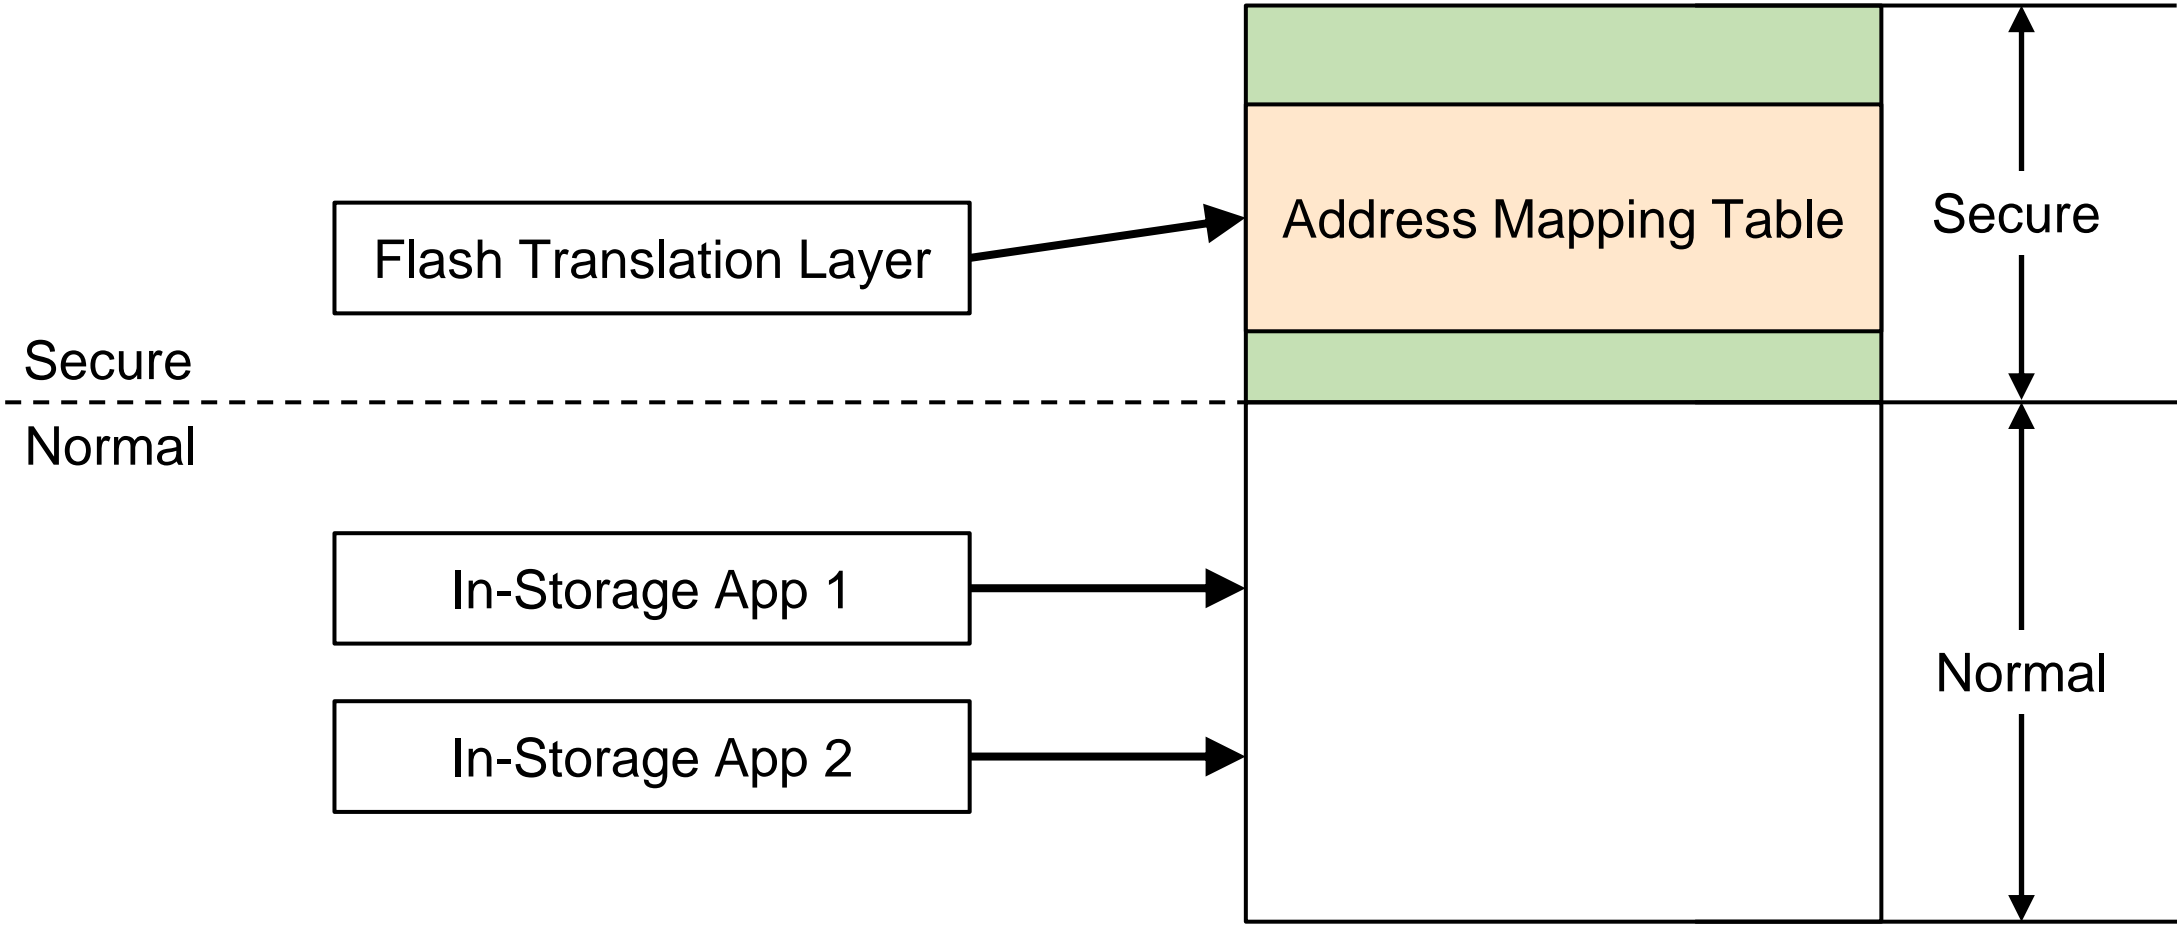 Address Mapping Table
Secure
Flash Translation Layer
Secure
Normal
In-Storage App 1
Normal
In-Storage App 2